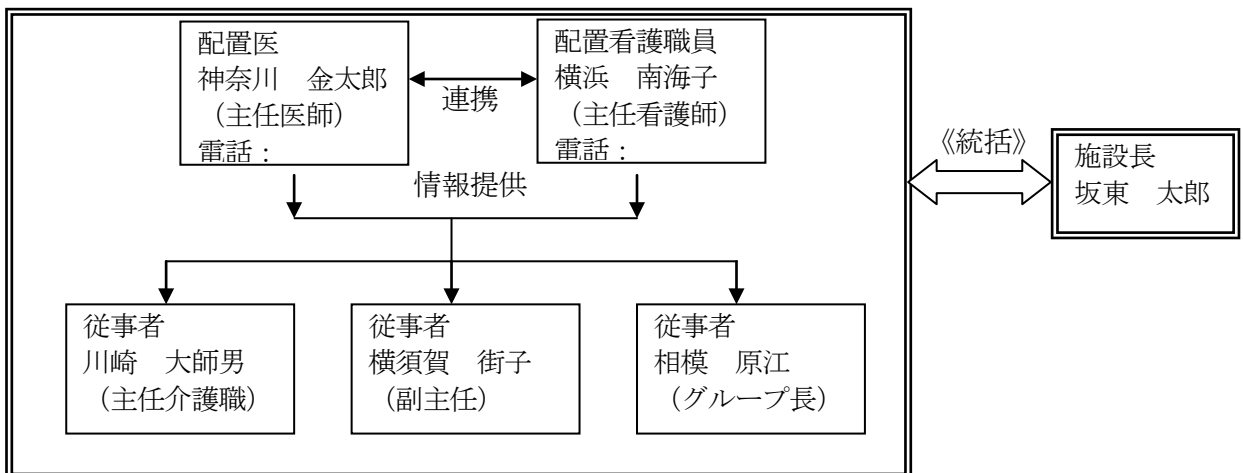 配置医
神奈川　金太郎
（主任医師）
電話：
連携
配置看護職員
横浜　南海子
（主任看護師）
電話：
情報提供
従事者
川崎　大師男
（主任介護職）
従事者
横須賀　街子
（副主任）
従事者
相模　原江
（グループ長）
《統括》
施設長
坂東　太郎